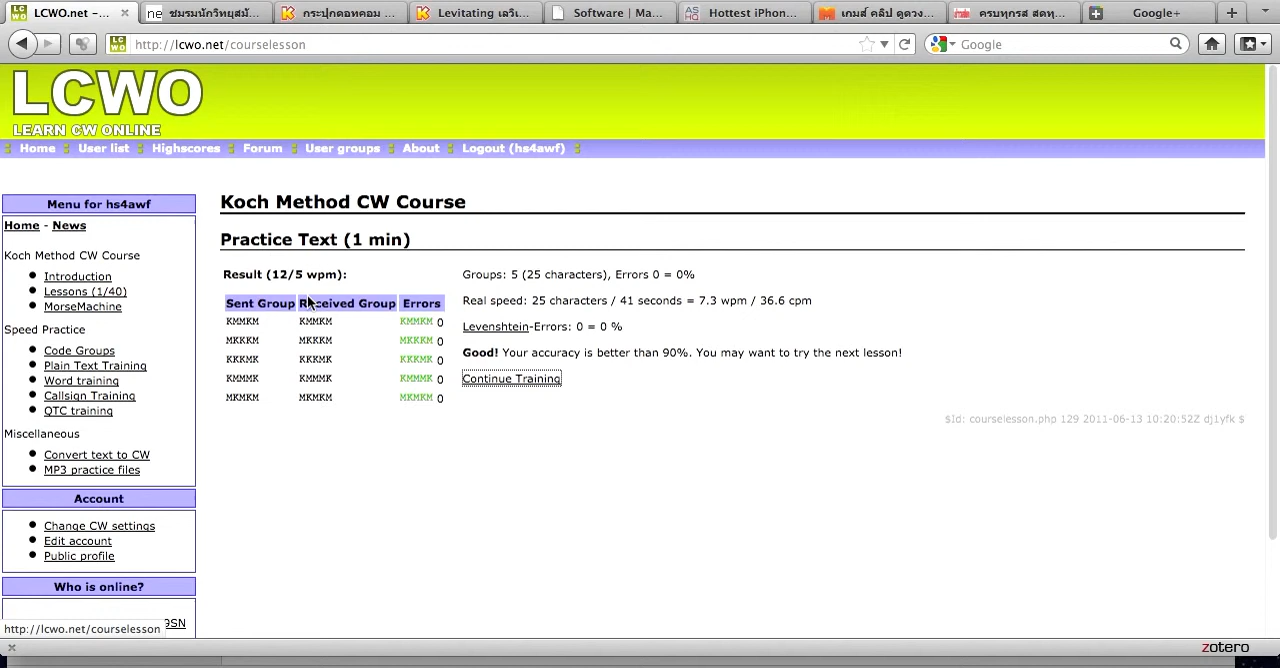 LCWO.net – ...
ne ชมรมนักวิทยุสมั...
กระปุกดอทคอม ...
Levitating เลวิเ...
Software | Ma...
AS HQ Hottest iPhon...
เกมส์ คลิป ดูดวง...
ครบทุกรส สดทุ...
Google+
http://lcwo.net/courselesson
Google
LCWO
LEARN CW ONLINE
Home User list Highscores Forum User groups About Logout (hs4awf)
Menu for hs4awf
Home - News
Koch Method CW Course
Introduction
Lessons (1/40)
MorseMachine
Speed Practice
Code Groups
Plain Text Training
Word training
Callsign Training
QTC training
Miscellaneous
Convert text to CW
MP3 practice files
Account
Change CW settings
Edit account
Public profile
Who is online?
Koch Method CW Course
Practice Text (1 min)
Result (12/5 wpm):
Sent Group Received Group Errors
KMMKM KMMKM KMMKM 0
MKKKM MKKKM MKKKM 0
KKKMK KKKMK KKKMK 0
KMMMK KMMMK KMMMK 0
MKMKM MKMKM MKMKM 0
Groups: 5 (25 characters), Errors 0 = 0%
Real speed: 25 characters / 41 seconds = 7.3 wpm / 36.6 cpm
Levenshtein-Errors: 0 = 0 %
Good! Your accuracy is better than 90%. You may want to try the next lesson!
Continue Training
$Id: courselesson.php 129 2011-06-13 10:20:52Z dj1yfk $
http://lcwo.net/courselesson
zotero